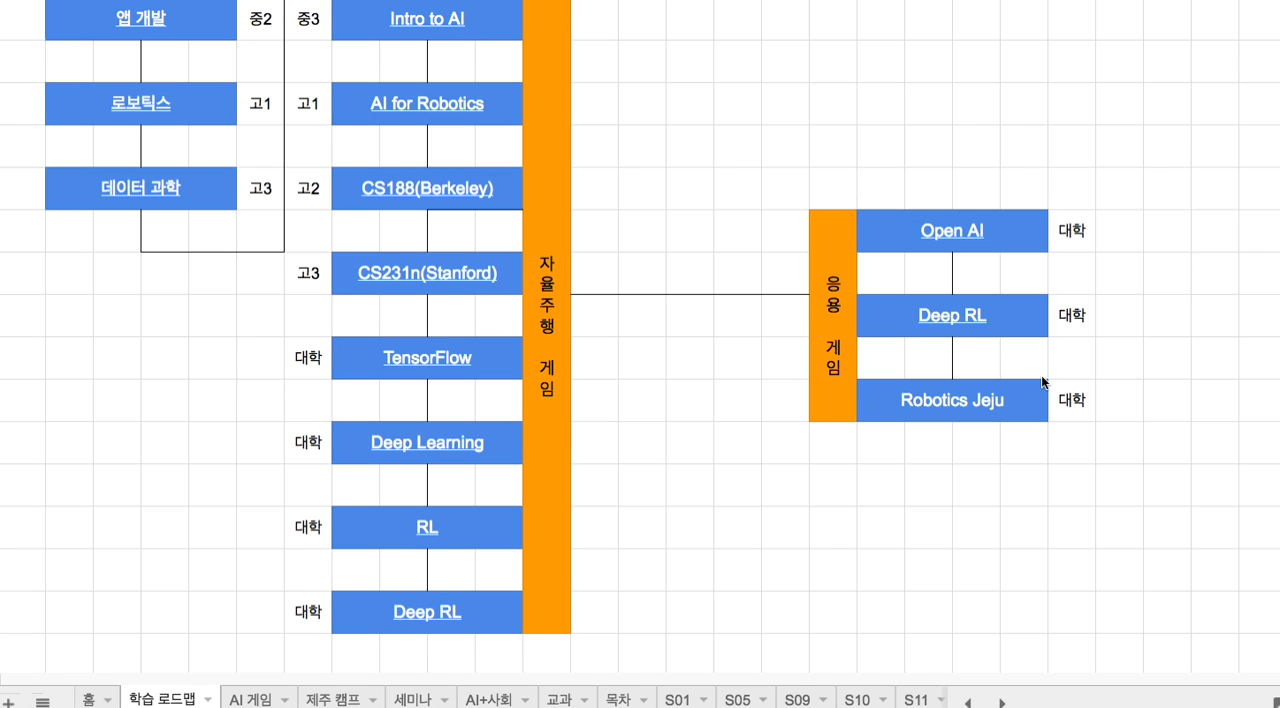 앱 개발 중2 중3 Intro to AI
로보틱스 고1 고1 AI for Robotics
데이터 과학 고3 고2 CS188(Berkeley)
고3 CS231n(Stanford)
대학 TensorFlow
대학 Deep Learning
대학 RL
대학 Deep RL
자율주행 게임
응용 게임
Open AI 대학
Deep RL 대학
Robotics Jeju 대학
홈 학습 로드맵 AI 게임 제주 캠프 세미나 AI+사회 교과 목차 S01 S05 S09 S10 S11